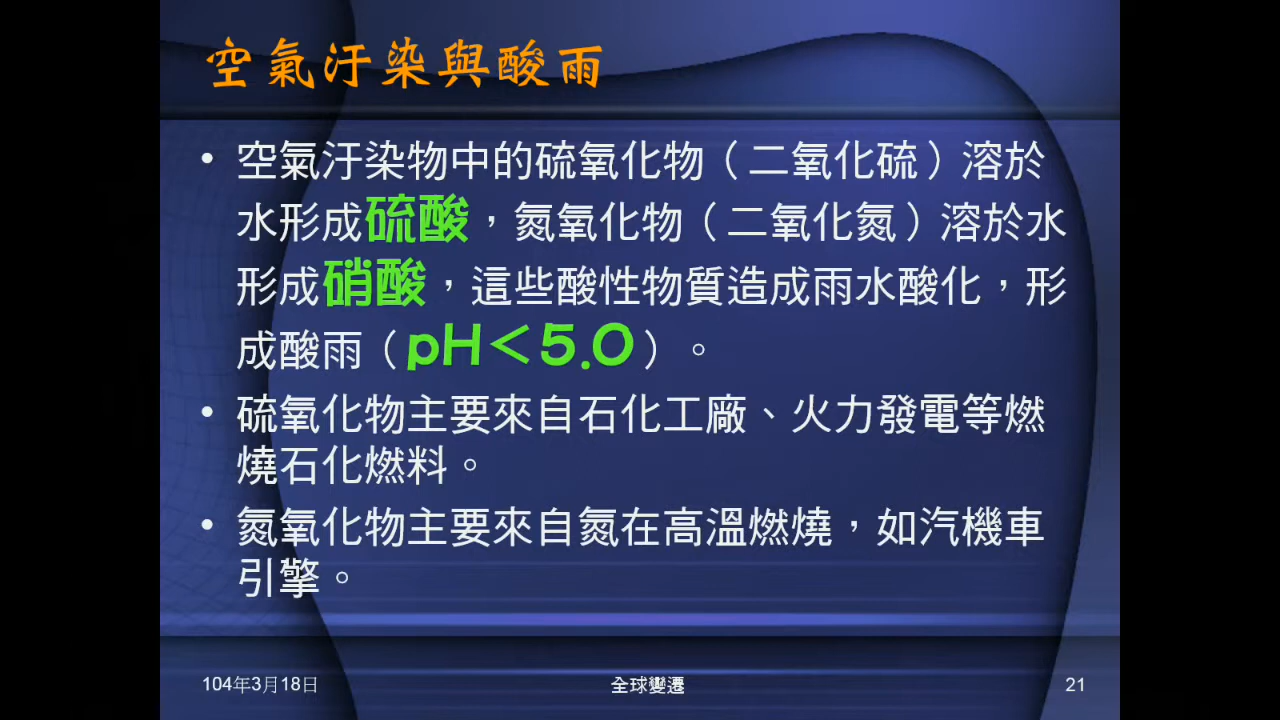 空氣汙染與酸雨
• 空氣汙染物中的硫氧化物（二氧化硫）溶於
水形成硫酸，氮氧化物（二氧化氮）溶於水
形成硝酸，這些酸性物質造成雨水酸化，形
成酸雨（pH＜5.0）。
• 硫氧化物主要來自石化工廠、火力發電等燃
燒石化燃料。
• 氮氧化物主要來自氮在高溫燃燒，如汽機車
引擎。
104年3月18日
全球變遷
21